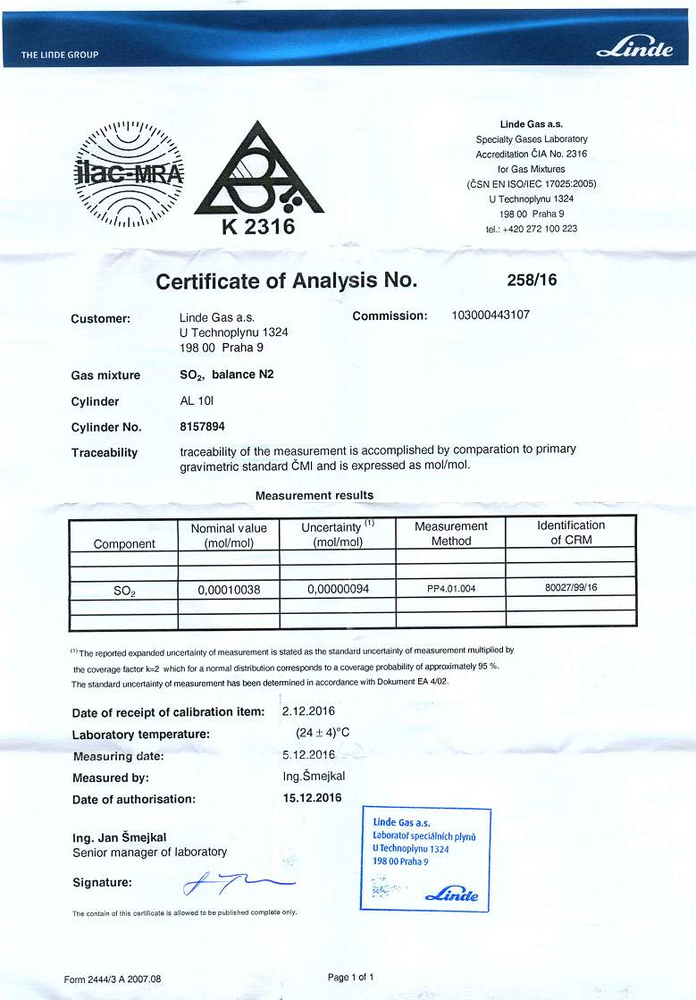 THE LINDE GROUP
Linde
ilac-MRA
K 2316
Linde Gas a.s.
Specialty Gases Laboratory
Accreditation ČIA No. 2316
for Gas Mixtures
(ČSN EN ISO/IEC 17025:2005)
U Technoplynu 1324
198 00 Praha 9
tel.: +420 272 100 223
Certificate of Analysis No. 258/16
Customer: Linde Gas a.s. Commission: 103000443107
U Technoplynu 1324
198 00 Praha 9
Gas mixture SO₂, balance N2
Cylinder AL 10l
Cylinder No. 8157894
Traceability traceability of the measurement is accomplished by comparation to primary
gravimetric standard ČMI and is expressed as mol/mol.
Measurement results
Component Nominal value (mol/mol) Uncertainty (1) (mol/mol) Measurement Method Identification of CRM
SO₂ 0,00010038 0,00000094 PP4.01.004 80027/99/16
(1) The reported expanded uncertainty of measurement is stated as the standard uncertainty of measurement multiplied by
the coverage factor k=2 which for a normal distribution corresponds to a coverage probability of approximately 95 %.
The standard uncertainty of measurement has been determined in accordance with Dokument EA 4/02.
Date of receipt of calibration item: 2.12.2016
Laboratory temperature: (24 ± 4)°C
Measuring date: 5.12.2016
Measured by: Ing.Šmejkal
Date of authorisation: 15.12.2016
Ing. Jan Šmejkal
Senior manager of laboratory
Signature:
Linde Gas a.s.
Laboratoř speciálních plynů
U Technoplynu 1324
198 00 Praha 9
Linde
The contain of this certificate is allowed to be published complete only.
Form 2444/3 A 2007.08 Page 1 of 1